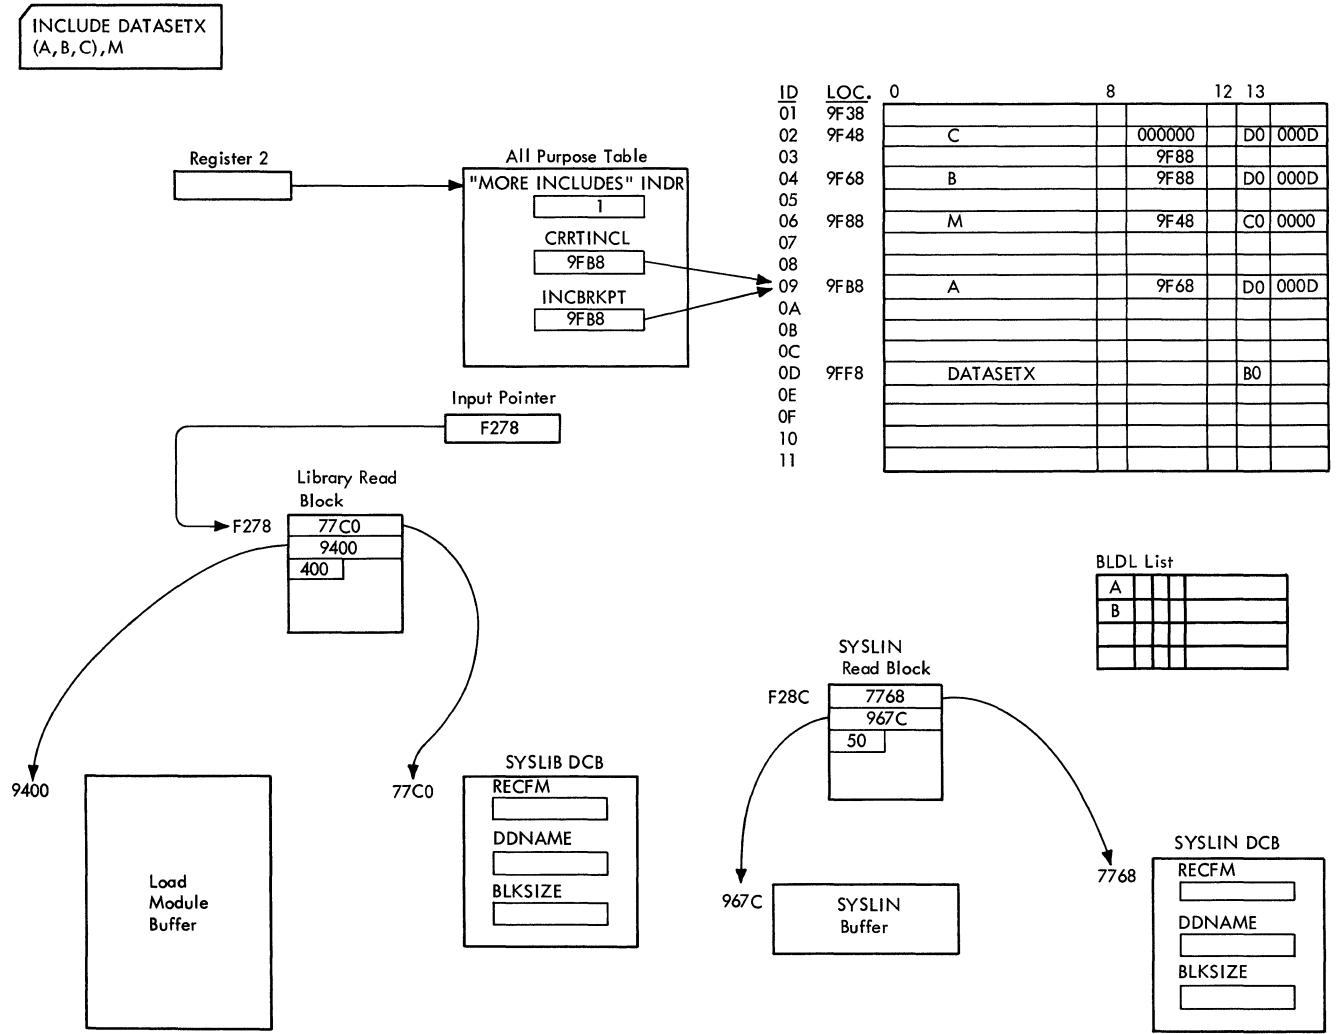 INCLUDE DATASETX
(A,B,C),M
ID LOC. 0 8 12 13
01 9F38
02 9F48 C 000000 D0 000D
03 9F88
04 9F68 B 9F88 D0 000D
05
06 9F88 M 9F48 C0 0000
07
08
09 9FB8 A 9F68 D0 000D
0A
0B
0C
0D 9FF8 DATASETX B0
0E
0F
10
11
Register 2
All Purpose Table
"MORE INCLUDES" INDR
1
CRRTINCL
9FB8
INCBRKPT
9FB8
Input Pointer
F278
Library Read
Block
F278 77C0
9400
400
BLDL List
A
B
SYSLIN
Read Block
F28C 7768
967C
50
9400
Load
Module
Buffer
77C0
SYSLIB DCB
RECFM
DDNAME
BLKSIZE
967C
SYSLIN
Buffer
7768
SYSLIN DCB
RECFM
DDNAME
BLKSIZE